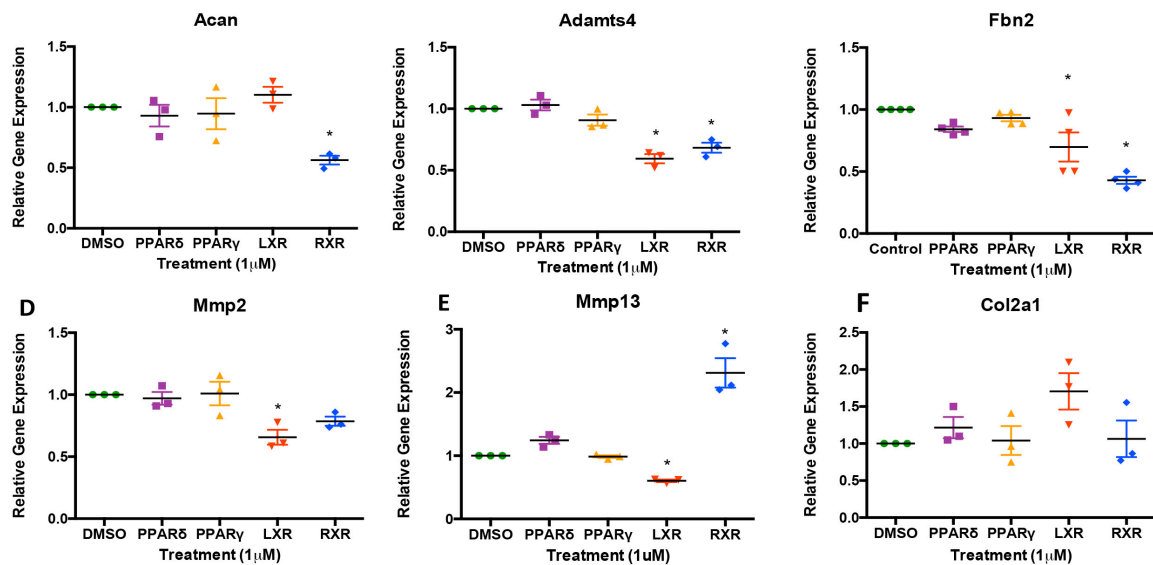 Acan
Relative Gene Expression
1.5
1.0
0.5
0.0
*
DMSO PPARδ PPARγ LXR RXR
Treatment (1μM)
Adamts4
Relative Gene Expression
1.5
1.0
0.5
0.0
* *
DMSO PPARδ PPARγ LXR RXR
Treatment (1μM)
Fbn2
Relative Gene Expression
1.5
1.0
0.5
0.0
*
*
Control PPARδ PPARγ LXR RXR
Treatment (1μM)
D
Mmp2
Relative Gene Expression
1.5
1.0
0.5
0.0
*
DMSO PPARδ PPARγ LXR RXR
Treatment (1μM)
E
Mmp13
Relative Gene Expression
3
2
1
0
*
*
DMSO PPARδ PPARγ LXR RXR
Treatment (1uM)
F
Col2a1
Relative Gene Expression
2.5
2.0
1.5
1.0
0.5
0.0
DMSO PPARδ PPARγ LXR RXR
Treatment (1μM)